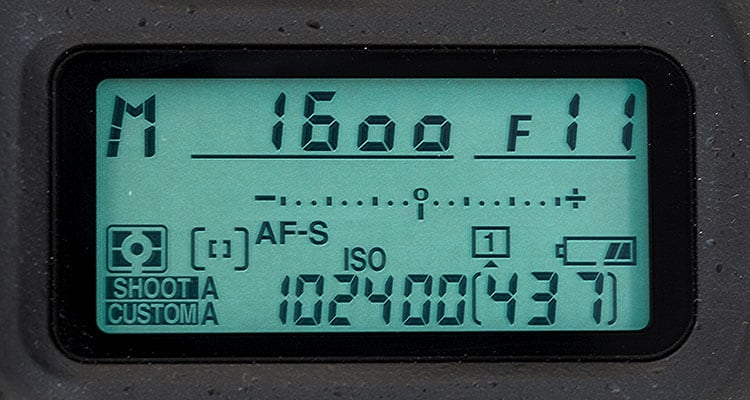 M 1600 F11
- o +
AF-S
ISO 1
SHOOT A 102400 [437]
CUSTOM A